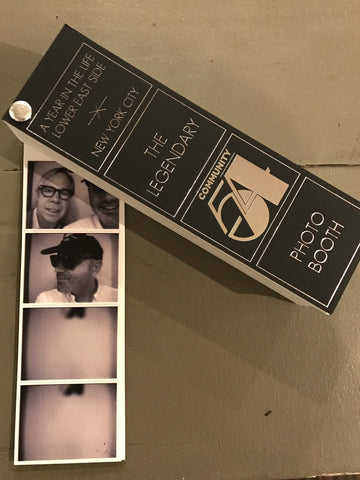 A YEAR IN THE LIFE
LOWER EAST SIDE
NEW YORK CITY
THE
LEGENDARY
COMMUNITY
54
PHOTO
BOOTH